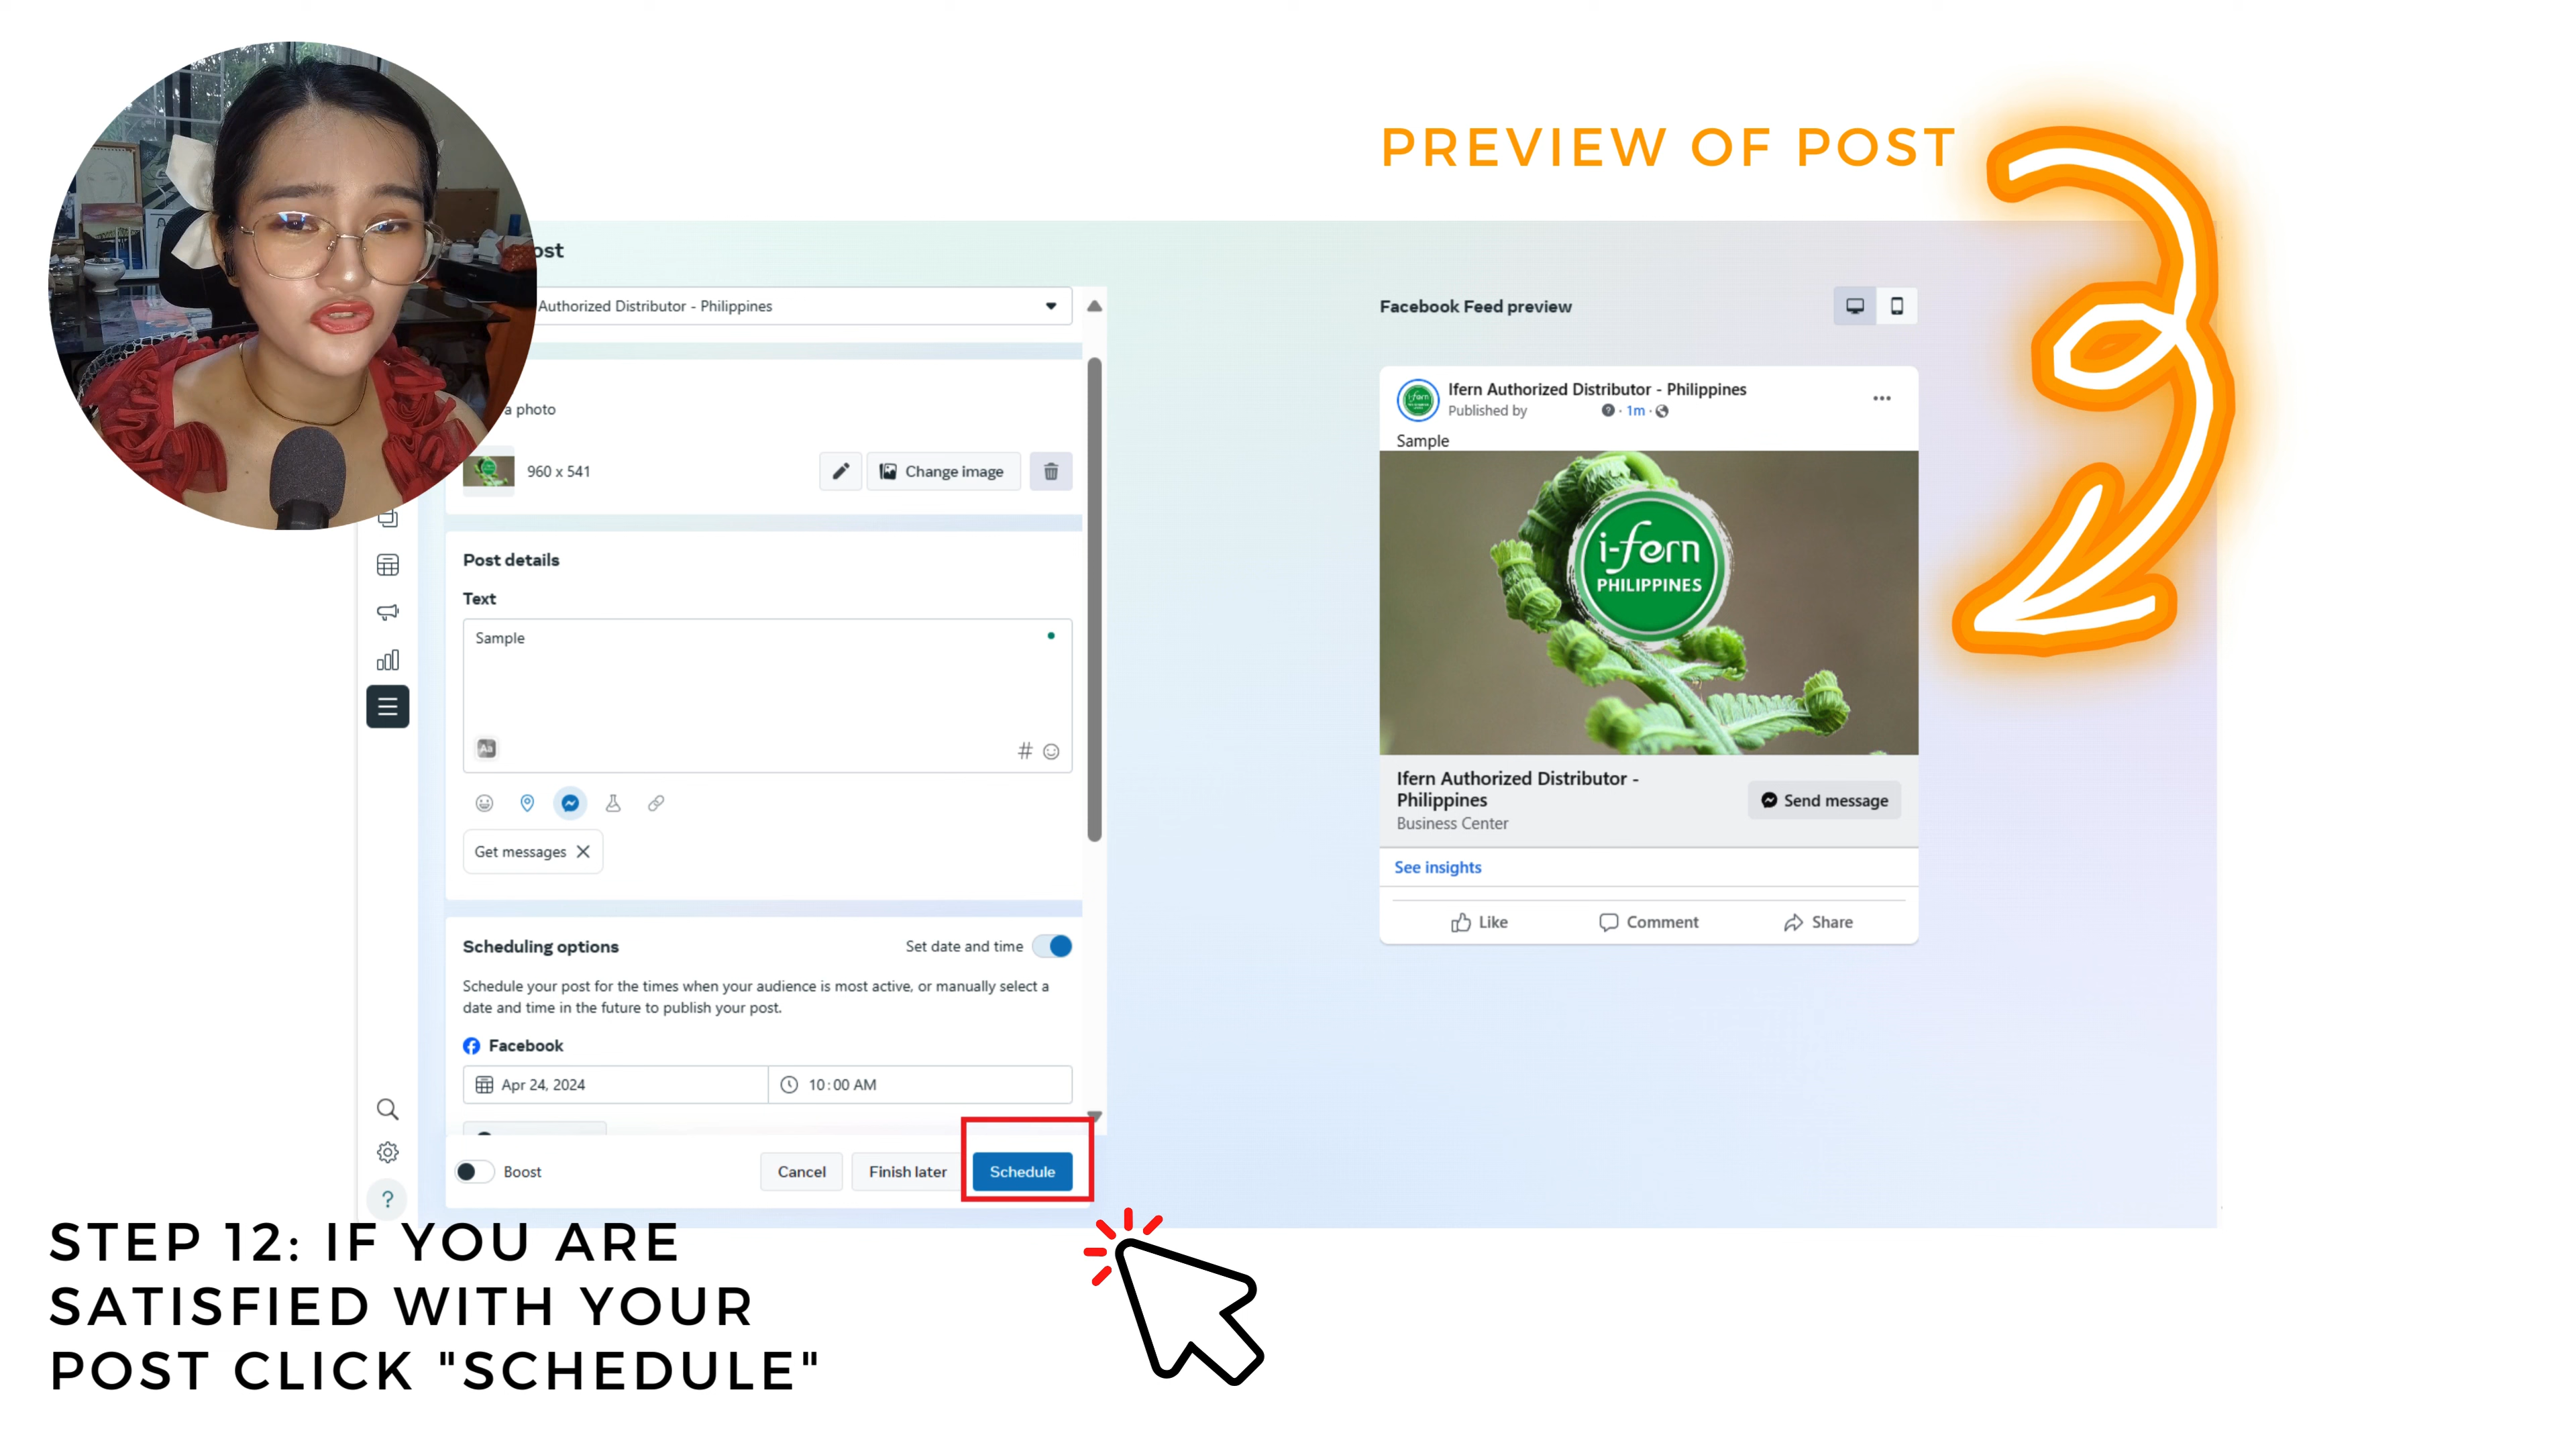 PREVIEW OF POST
ost
Authorized Distributor - Philippines
a photo
960 x 541
Change image
Post details
Text
Sample
Aa
#
Get messages
Scheduling options
Set date and time
Schedule your post for the times when your audience is most active, or manually select a
date and time in the future to publish your post.
Facebook
Apr 24, 2024
10:00 AM
Boost
Cancel
Finish later
Schedule
?
Facebook Feed preview
Ifern Authorized Distributor - Philippines
Published by
· 1m ·
Sample
i-fern
PHILIPPINES
Ifern Authorized Distributor -
Philippines
Business Center
Send message
See insights
Like
Comment
Share
STEP 12: IF YOU ARE
SATISFIED WITH YOUR
POST CLICK "SCHEDULE"